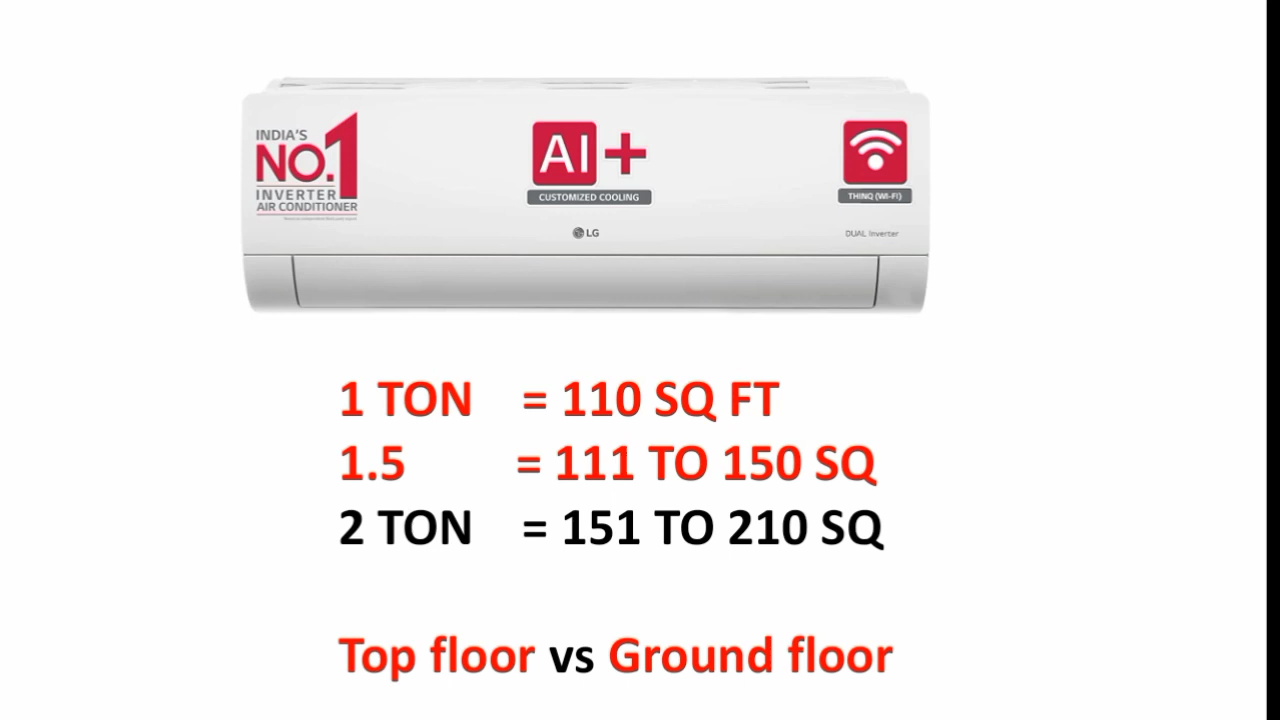 INDIA'S
NO.1
INVERTER
AIR CONDITIONER
AI+
CUSTOMIZED COOLING
LG
THINQ (WI-FI)
DUAL Inverter
1 TON = 110 SQ FT
1.5 = 111 TO 150 SQ
2 TON = 151 TO 210 SQ
Top floor vs Ground floor